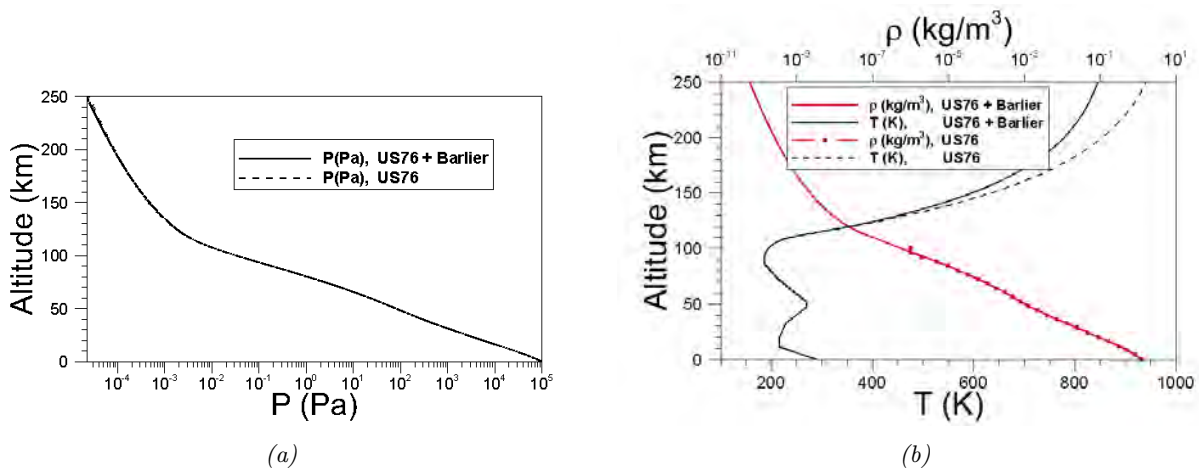 250
200
150
100
50
0
Altitude (km)
P(Pa), US76 + Barlier
P(Pa), US76
10⁻⁴ 10⁻³ 10⁻² 10⁻¹ 10⁰ 10¹ 10² 10³ 10⁴ 10⁵
P (Pa)
(a)
ρ (kg/m³)
10⁻¹¹ 10⁻⁹ 10⁻⁷ 10⁻⁵ 10⁻³ 10⁻¹ 10¹
250
200
150
100
50
0
Altitude (km)
ρ (kg/m³), US76 + Barlier
T (K), US76 + Barlier
ρ (kg/m³), US76
T (K), US76
200 400 600 800 1000
T (K)
(b)